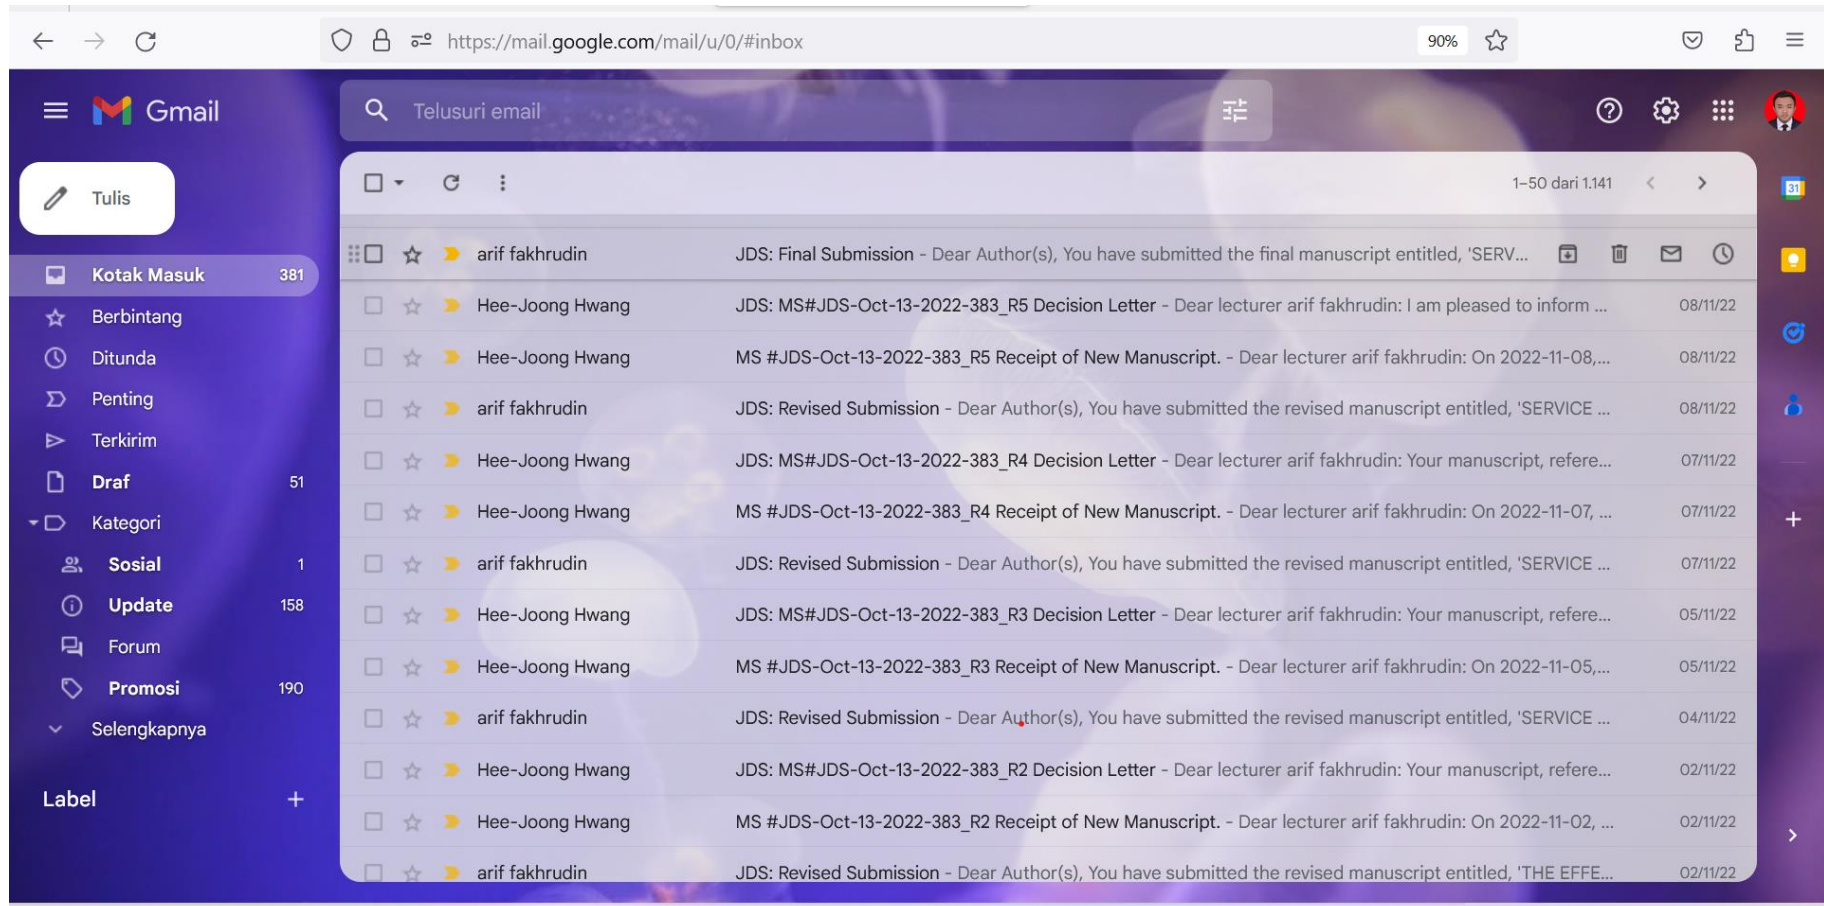 https://mail.google.com/mail/u/0/#inbox 90%
Gmail Telusuri email
1–50 dari 1.141
Tulis
Kotak Masuk 381
Berbintang
Ditunda
Penting
Terkirim
Draf 51
Kategori
Sosial 1
Update 158
Forum
Promosi 190
Selengkapnya
Label
arif fakhrudin JDS: Final Submission - Dear Author(s), You have submitted the final manuscript entitled, 'SERV...
Hee-Joong Hwang JDS: MS#JDS-Oct-13-2022-383_R5 Decision Letter - Dear lecturer arif fakhrudin: I am pleased to inform ... 08/11/22
Hee-Joong Hwang MS #JDS-Oct-13-2022-383_R5 Receipt of New Manuscript. - Dear lecturer arif fakhrudin: On 2022-11-08,... 08/11/22
arif fakhrudin JDS: Revised Submission - Dear Author(s), You have submitted the revised manuscript entitled, 'SERVICE ... 08/11/22
Hee-Joong Hwang JDS: MS#JDS-Oct-13-2022-383_R4 Decision Letter - Dear lecturer arif fakhrudin: Your manuscript, refere... 07/11/22
Hee-Joong Hwang MS #JDS-Oct-13-2022-383_R4 Receipt of New Manuscript. - Dear lecturer arif fakhrudin: On 2022-11-07, ... 07/11/22
arif fakhrudin JDS: Revised Submission - Dear Author(s), You have submitted the revised manuscript entitled, 'SERVICE ... 07/11/22
Hee-Joong Hwang JDS: MS#JDS-Oct-13-2022-383_R3 Decision Letter - Dear lecturer arif fakhrudin: Your manuscript, refere... 05/11/22
Hee-Joong Hwang MS #JDS-Oct-13-2022-383_R3 Receipt of New Manuscript. - Dear lecturer arif fakhrudin: On 2022-11-05,... 05/11/22
arif fakhrudin JDS: Revised Submission - Dear Author(s), You have submitted the revised manuscript entitled, 'SERVICE ... 04/11/22
Hee-Joong Hwang JDS: MS#JDS-Oct-13-2022-383_R2 Decision Letter - Dear lecturer arif fakhrudin: Your manuscript, refere... 02/11/22
Hee-Joong Hwang MS #JDS-Oct-13-2022-383_R2 Receipt of New Manuscript. - Dear lecturer arif fakhrudin: On 2022-11-02, ... 02/11/22
arif fakhrudin JDS: Revised Submission - Dear Author(s), You have submitted the revised manuscript entitled, 'THE EFFE... 02/11/22
31